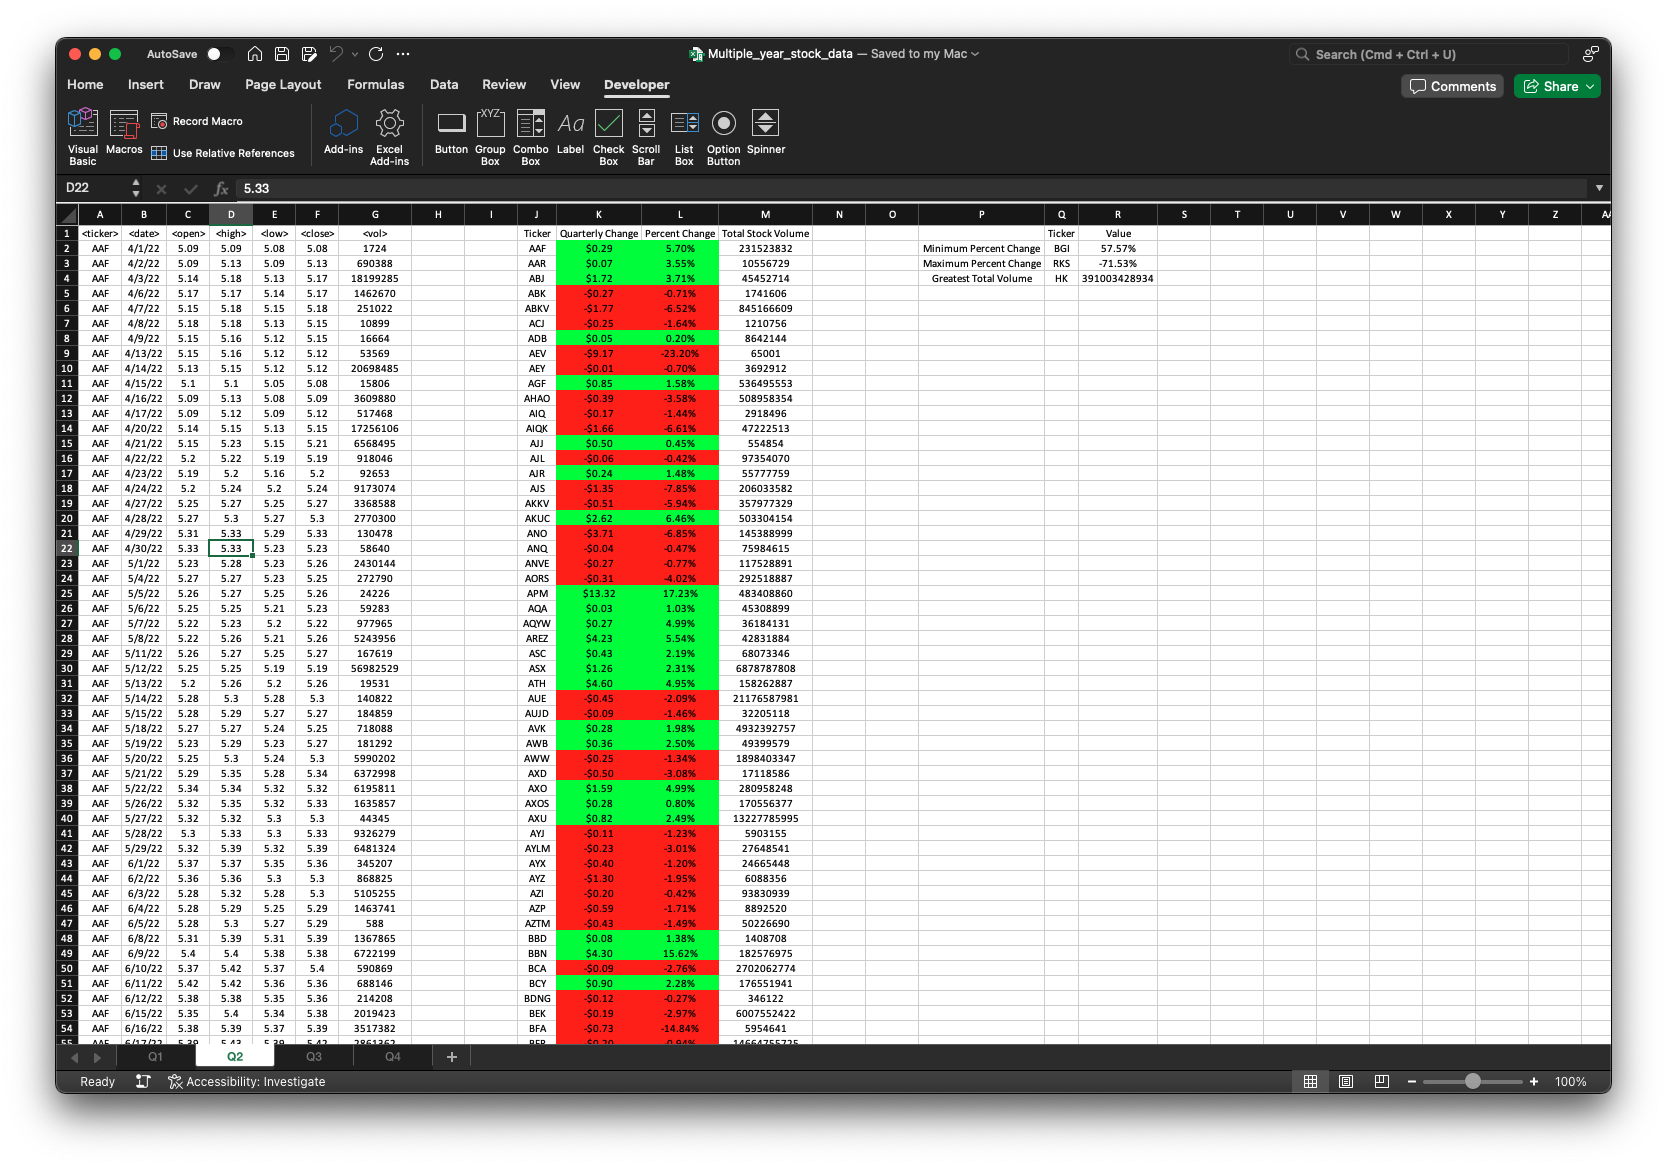 AutoSave
Multiple_year_stock_data — Saved to my Mac
Search (Cmd + Ctrl + U)
Home Insert Draw Page Layout Formulas Data Review View Developer
Comments Share
Visual Basic Macros Record Macro Use Relative References Add-ins Excel Add-ins Button XYZ Group Box Combo Box Aa Label Check Box Scroll Bar List Box Option Button Spinner
D22 fx 5.33
A B C D E F G H I J K L M N O P Q R S T U V W X Y Z
1 <ticker> <date> <open> <high> <low> <close> <vol> Ticker Quarterly Change Percent Change Total Stock Volume Ticker Value
2 AAF 4/1/22 5.09 5.09 5.08 5.08 1724 AAF $0.29 5.70% 231523832 Minimum Percent Change BGI 57.57%
3 AAF 4/2/22 5.09 5.13 5.09 5.13 690388 AAR $0.07 3.55% 10556729 Maximum Percent Change RKS -71.53%
4 AAF 4/3/22 5.14 5.18 5.13 5.17 18199285 ABJ $1.72 3.71% 45452714 Greatest Total Volume HK 391003428934
5 AAF 4/6/22 5.17 5.17 5.14 5.17 1462670 ABK -$0.27 -0.71% 1741606
6 AAF 4/7/22 5.15 5.18 5.15 5.18 251022 ABKV -$1.77 -6.52% 845166609
7 AAF 4/8/22 5.18 5.18 5.13 5.15 10899 ACJ -$0.25 -1.64% 1210756
8 AAF 4/9/22 5.15 5.16 5.12 5.15 16664 ADB $0.05 0.20% 8642144
9 AAF 4/13/22 5.15 5.16 5.12 5.12 53569 AEV -$9.17 -23.20% 65001
10 AAF 4/14/22 5.13 5.15 5.12 5.12 20698485 AEY -$0.01 -0.70% 3692912
11 AAF 4/15/22 5.1 5.1 5.05 5.08 15806 AGF $0.85 1.58% 536495553
12 AAF 4/16/22 5.09 5.13 5.08 5.09 3609880 AHAO -$0.39 -3.58% 508958354
13 AAF 4/17/22 5.09 5.12 5.09 5.12 517468 AIQ -$0.17 -1.44% 2918496
14 AAF 4/20/22 5.14 5.15 5.13 5.15 17256106 AIQK -$1.66 -6.61% 47222513
15 AAF 4/21/22 5.15 5.23 5.15 5.21 6568495 AJJ $0.50 0.45% 554854
16 AAF 4/22/22 5.2 5.22 5.19 5.19 918046 AJL -$0.06 -0.42% 97354070
17 AAF 4/23/22 5.19 5.2 5.16 5.2 92653 AJR $0.24 1.48% 55777759
18 AAF 4/24/22 5.2 5.24 5.2 5.24 9173074 AJS -$1.35 -7.85% 206033582
19 AAF 4/27/22 5.25 5.27 5.25 5.27 3368588 AKKV -$0.51 -5.94% 357977329
20 AAF 4/28/22 5.27 5.3 5.27 5.3 2770300 AKUC $2.62 6.46% 503304154
21 AAF 4/29/22 5.31 5.33 5.29 5.33 130478 ANO -$3.71 -6.85% 145388999
22 AAF 4/30/22 5.33 5.33 5.23 5.23 58640 ANQ -$0.04 -0.47% 75984615
23 AAF 5/1/22 5.23 5.28 5.23 5.26 2430144 ANVE -$0.27 -0.77% 117528891
24 AAF 5/4/22 5.27 5.27 5.23 5.25 272790 AORS -$0.31 -4.02% 292518887
25 AAF 5/5/22 5.26 5.27 5.25 5.26 24226 APM $13.32 17.23% 483408860
26 AAF 5/6/22 5.25 5.25 5.21 5.23 59283 AQA $0.03 1.03% 45308899
27 AAF 5/7/22 5.22 5.23 5.2 5.22 977965 AQYW $0.27 4.99% 36184131
28 AAF 5/8/22 5.22 5.26 5.21 5.26 5243956 AREZ $4.23 5.54% 42831884
29 AAF 5/11/22 5.26 5.27 5.25 5.27 167619 ASC $0.43 2.19% 68073346
30 AAF 5/12/22 5.25 5.25 5.19 5.19 56982529 ASX $1.26 2.31% 6878787808
31 AAF 5/13/22 5.2 5.26 5.2 5.26 19531 ATH $4.60 4.95% 158262887
32 AAF 5/14/22 5.28 5.3 5.28 5.3 140822 AUE -$0.45 -2.09% 21176587981
33 AAF 5/15/22 5.28 5.29 5.27 5.27 184859 AUJD -$0.09 -1.46% 32205118
34 AAF 5/18/22 5.27 5.27 5.24 5.25 718088 AVK $0.28 1.98% 4932392757
35 AAF 5/19/22 5.23 5.29 5.23 5.27 181292 AWB $0.36 2.50% 49399579
36 AAF 5/20/22 5.25 5.3 5.24 5.3 5990202 AWW -$0.25 -1.34% 1898403347
37 AAF 5/21/22 5.29 5.35 5.28 5.34 6372998 AXD -$0.50 -3.08% 17118586
38 AAF 5/22/22 5.34 5.34 5.32 5.32 6195811 AXO $1.59 4.99% 280958248
39 AAF 5/26/22 5.32 5.35 5.32 5.33 1635857 AXOS $0.28 0.80% 170556377
40 AAF 5/27/22 5.32 5.32 5.3 5.3 44345 AXU $0.82 2.49% 13227785995
41 AAF 5/28/22 5.3 5.33 5.3 5.33 9326279 AYJ -$0.11 -1.23% 5903155
42 AAF 5/29/22 5.32 5.39 5.32 5.39 6481324 AYLM -$0.23 -3.01% 27648541
43 AAF 6/1/22 5.37 5.37 5.35 5.36 345207 AYX -$0.40 -1.20% 24665448
44 AAF 6/2/22 5.36 5.36 5.3 5.3 868825 AYZ -$1.30 -1.95% 6088356
45 AAF 6/3/22 5.28 5.32 5.28 5.3 5105255 AZI -$0.20 -0.42% 93830939
46 AAF 6/4/22 5.28 5.29 5.25 5.29 1463741 AZP -$0.59 -1.71% 8892520
47 AAF 6/5/22 5.28 5.3 5.27 5.29 588 AZTM -$0.43 -1.49% 50226690
48 AAF 6/8/22 5.31 5.39 5.31 5.39 1367865 BBD $0.08 1.38% 1408708
49 AAF 6/9/22 5.4 5.4 5.38 5.38 6722199 BBN $4.30 15.62% 182576975
50 AAF 6/10/22 5.37 5.42 5.37 5.4 590869 BCA -$0.09 -2.76% 2702062774
51 AAF 6/11/22 5.42 5.42 5.36 5.36 688146 BCY $0.90 2.28% 176551941
52 AAF 6/12/22 5.38 5.38 5.35 5.36 214208 BDNG -$0.12 -0.27% 346122
53 AAF 6/15/22 5.35 5.4 5.34 5.38 2019423 BEK -$0.19 -2.97% 6007552422
54 AAF 6/16/22 5.38 5.39 5.37 5.39 3517382 BFA -$0.73 -14.84% 5954641
Q1 Q2 Q3 Q4 +
Ready Accessibility: Investigate 100%